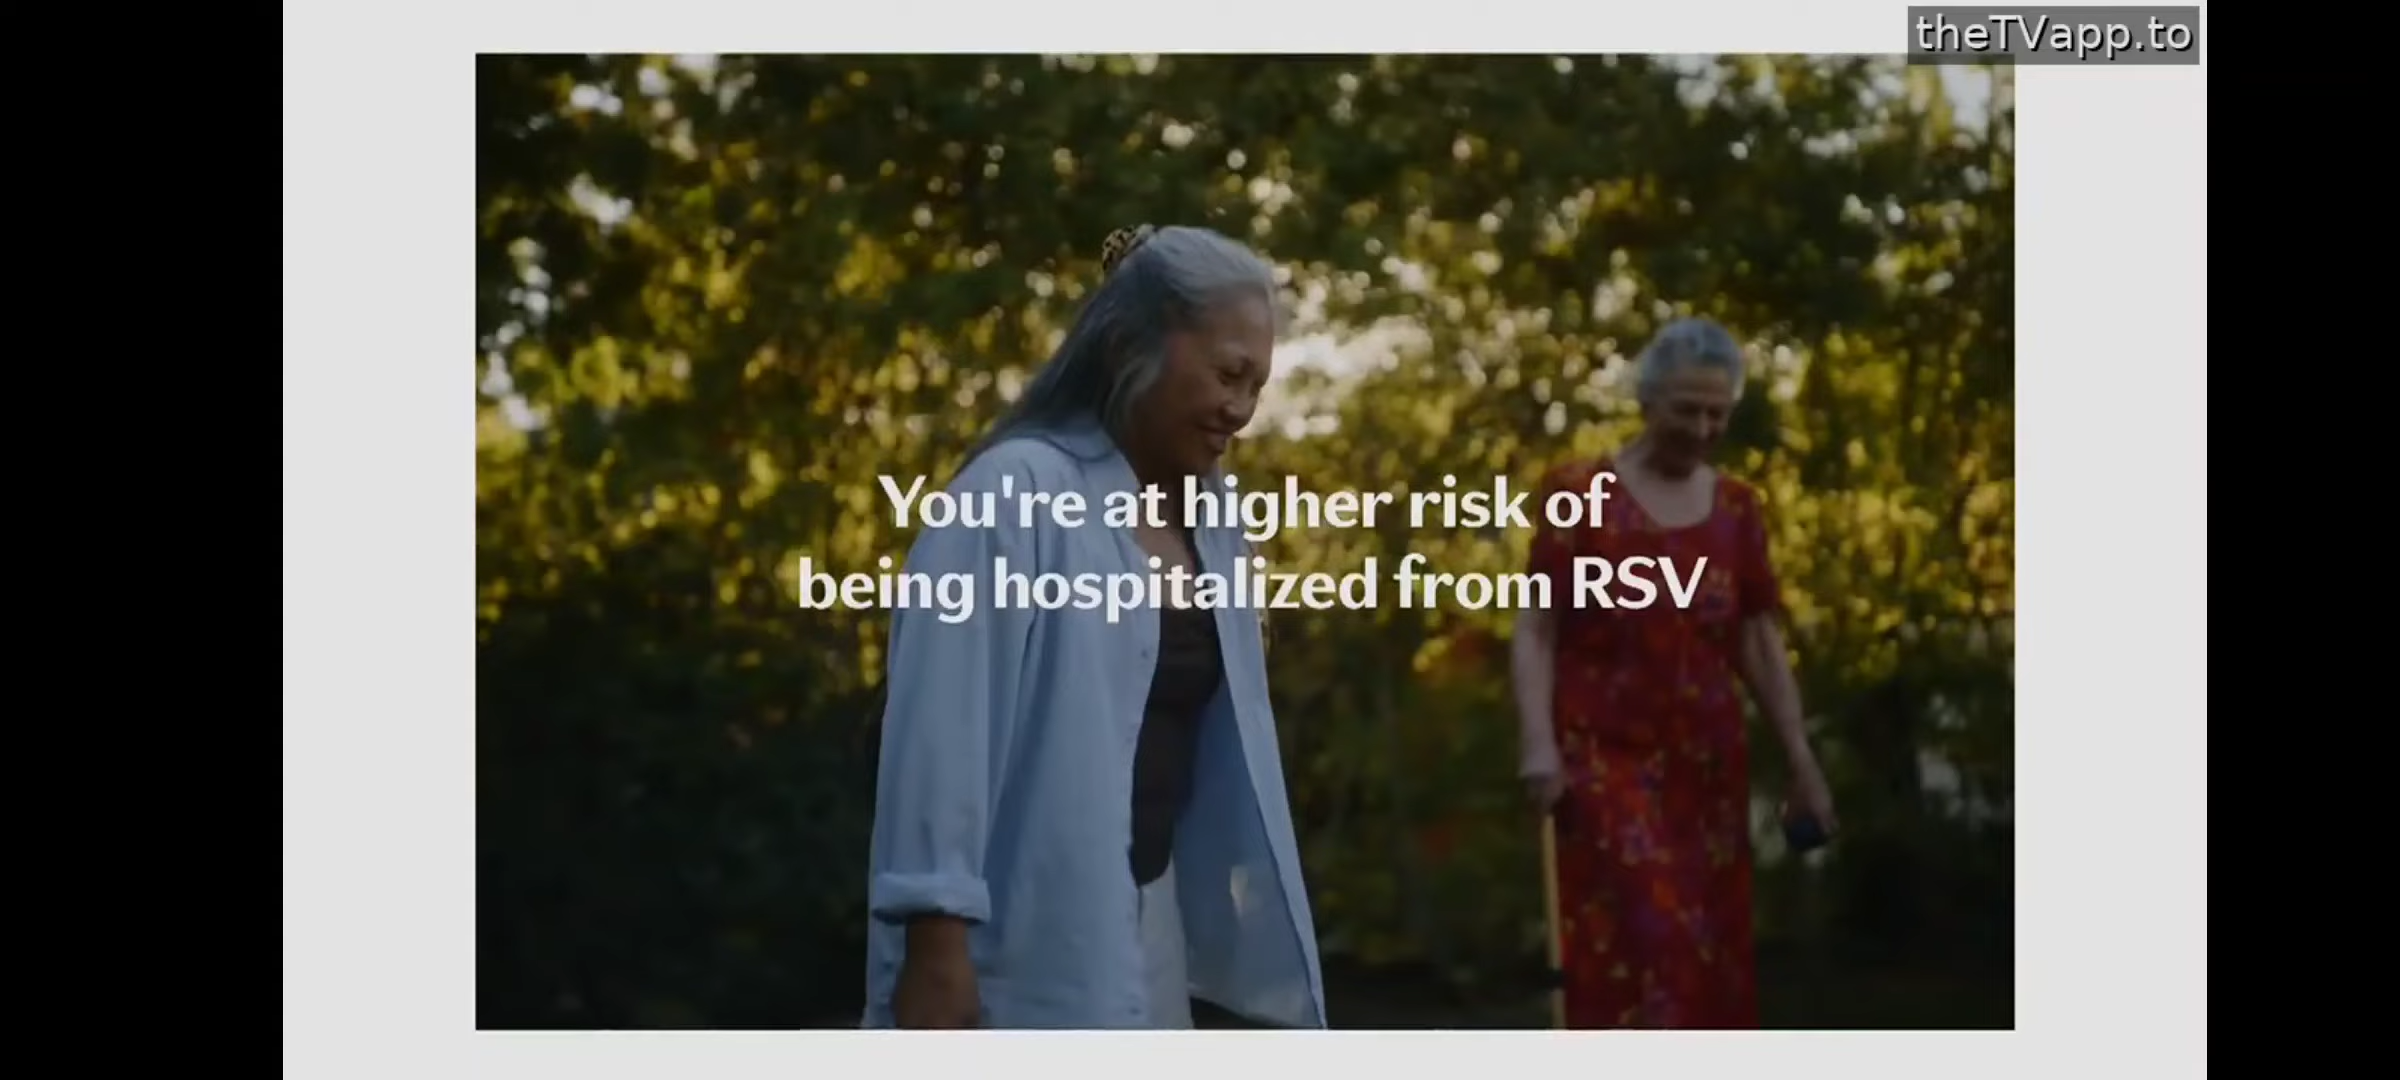 theTVapp.to
You're at higher risk of
being hospitalized from RSV